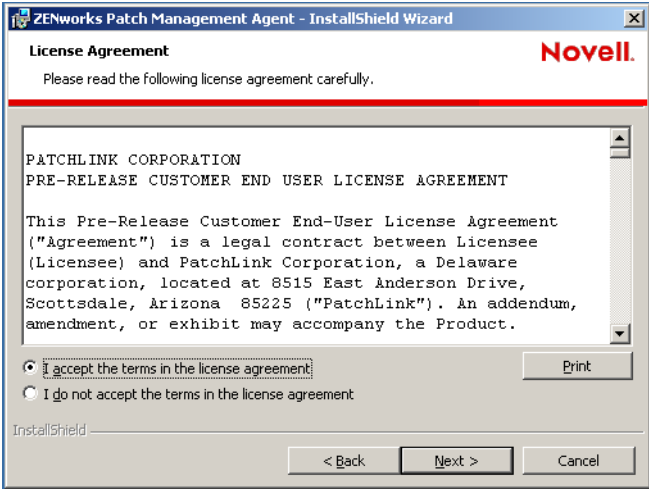 ZENworks Patch Management Agent - InstallShield Wizard
License Agreement
Novell.
Please read the following license agreement carefully.
PATCHLINK CORPORATION
PRE-RELEASE CUSTOMER END USER LICENSE AGREEMENT
This Pre-Release Customer End-User License Agreement
("Agreement") is a legal contract between Licensee
(Licensee) and PatchLink Corporation, a Delaware
corporation, located at 8515 East Anderson Drive,
Scottsdale, Arizona  85225 ("PatchLink"). An addendum,
amendment, or exhibit may accompany the Product.
I accept the terms in the license agreement
Print
I do not accept the terms in the license agreement
InstallShield
< Back
Next >
Cancel